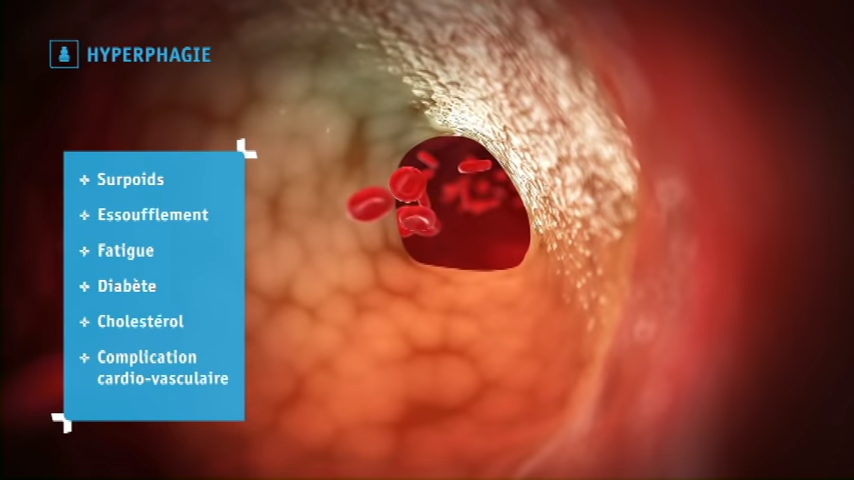 HYPERPHAGIE
Surpoids
Essoufflement
Fatigue
Diabète
Cholestérol
Complication
cardio-vasculaire